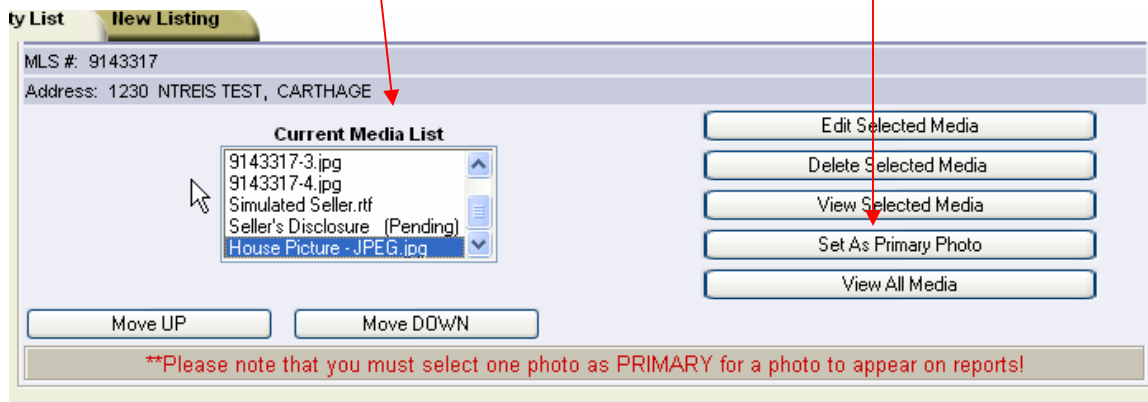 ty List New Listing
MLS #: 9143317
Address: 1230 NTREIS TEST, CARTHAGE
Current Media List
9143317-3.jpg
9143317-4.jpg
Simulated Seller.rtf
Seller's Disclosure (Pending)
House Picture - JPEG.jpg
Edit Selected Media
Delete Selected Media
View Selected Media
Set As Primary Photo
View All Media
Move UP Move DOWN
**Please note that you must select one photo as PRIMARY for a photo to appear on reports!